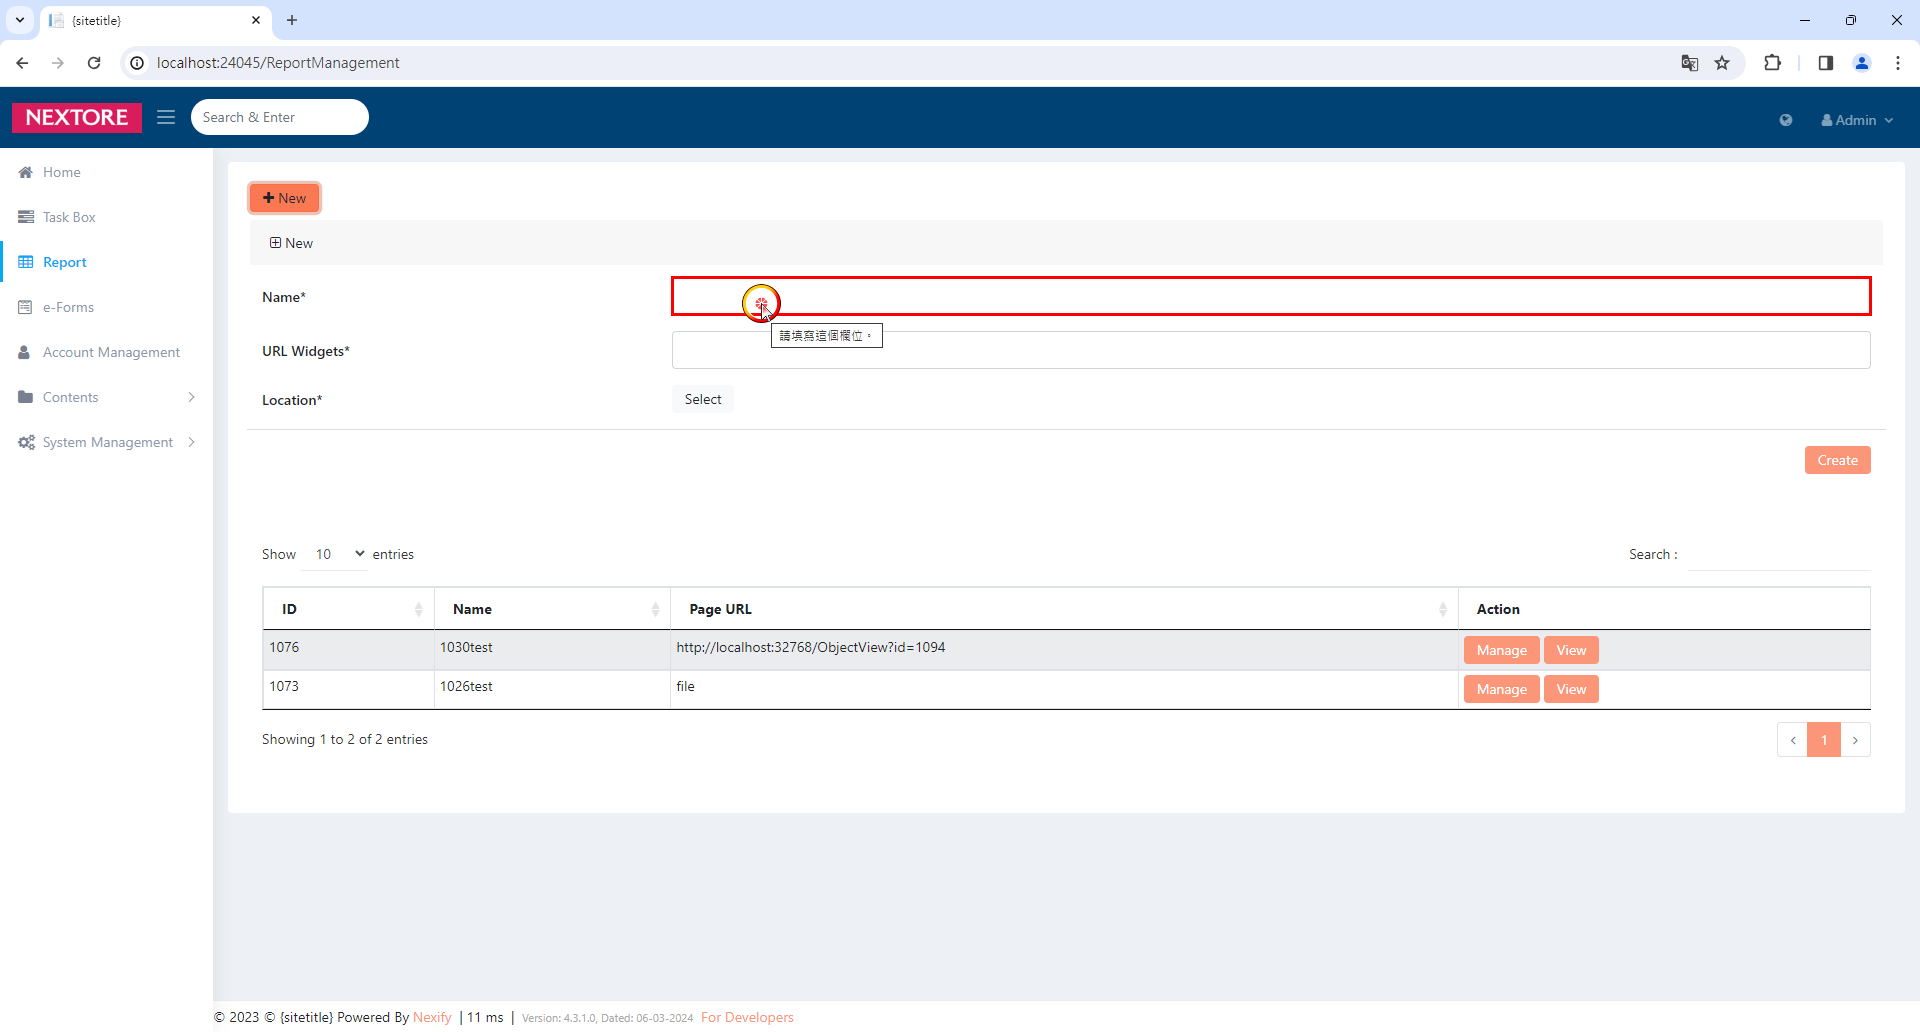 {sitetitle}
localhost:24045/ReportManagement
NEXTORE
Search & Enter
Admin
Home
Task Box
Report
e-Forms
Account Management
Contents
System Management
New
New
Name*
請填寫這個欄位。
URL Widgets*
Location*
Select
Create
Show 10 entries
Search :
ID Name Page URL Action
1076 1030test http://localhost:32768/ObjectView?id=1094 Manage View
1073 1026test file Manage View
Showing 1 to 2 of 2 entries
‹ 1 ›
© 2023 © {sitetitle} Powered By Nexify | 11 ms | Version: 4.3.1.0, Dated: 06-03-2024 For Developers